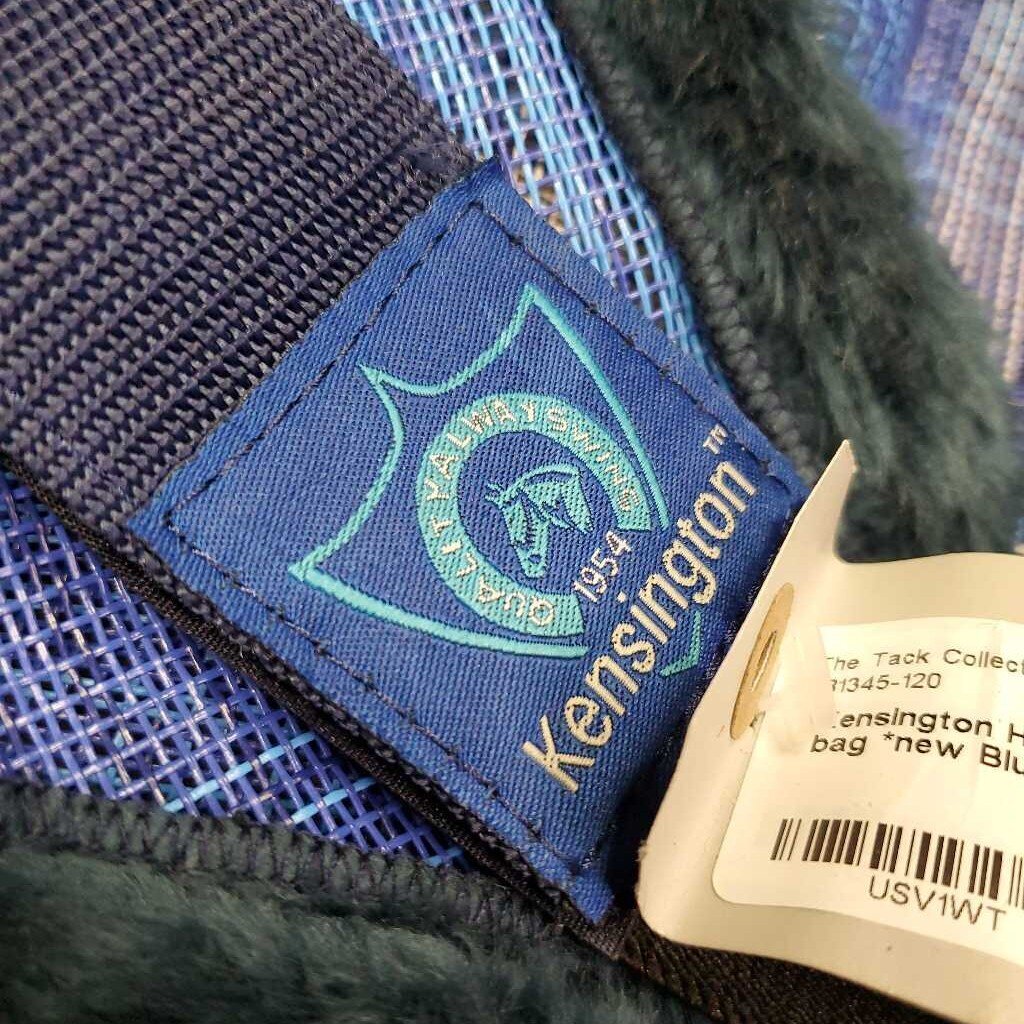 QUALITY ALWAYS WINS
1954
Kensington™
The Tack Collect
31345-120
Kensington H
bag *new Blu
USV1WT